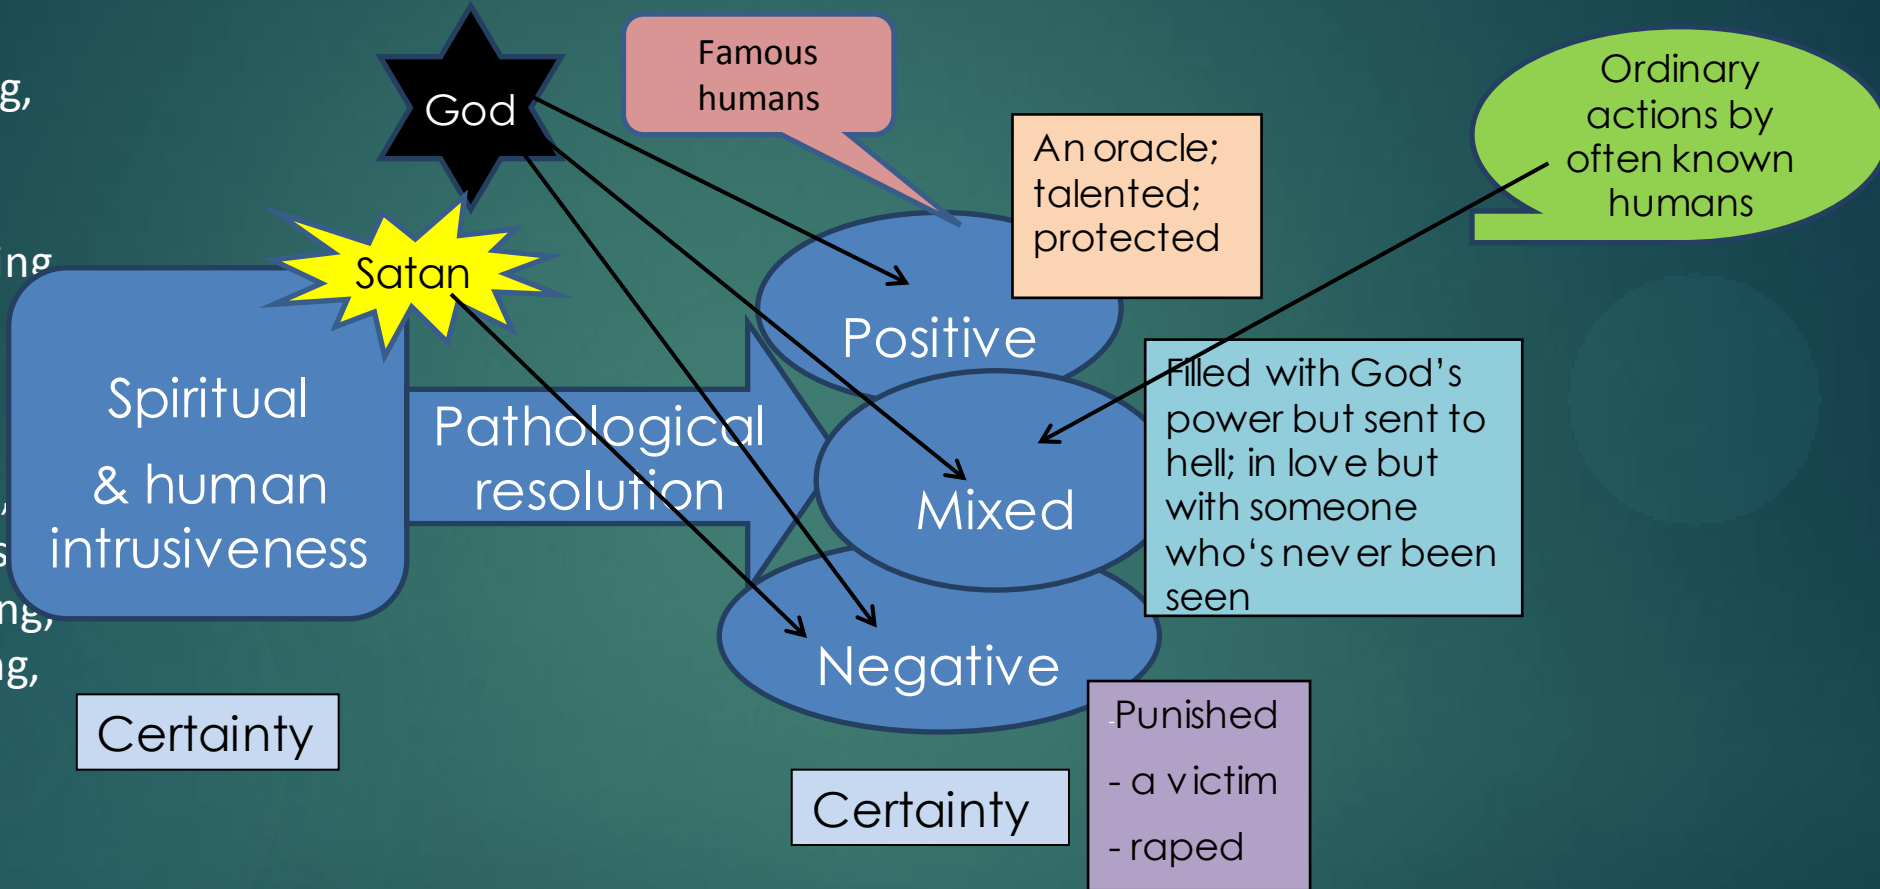 g,
ing
,
s
ng,
g,
God
Satan
Famous
humans
Ordinary
actions by
often known
humans
An oracle;
talented;
protected
Spiritual
& human
intrusiveness
Pathological
resolution
Positive
Mixed
Negative
Filled with God’s
power but sent to
hell; in love but
with someone
who‘s never been
seen
Certainty
Certainty
-Punished
- a victim
- raped